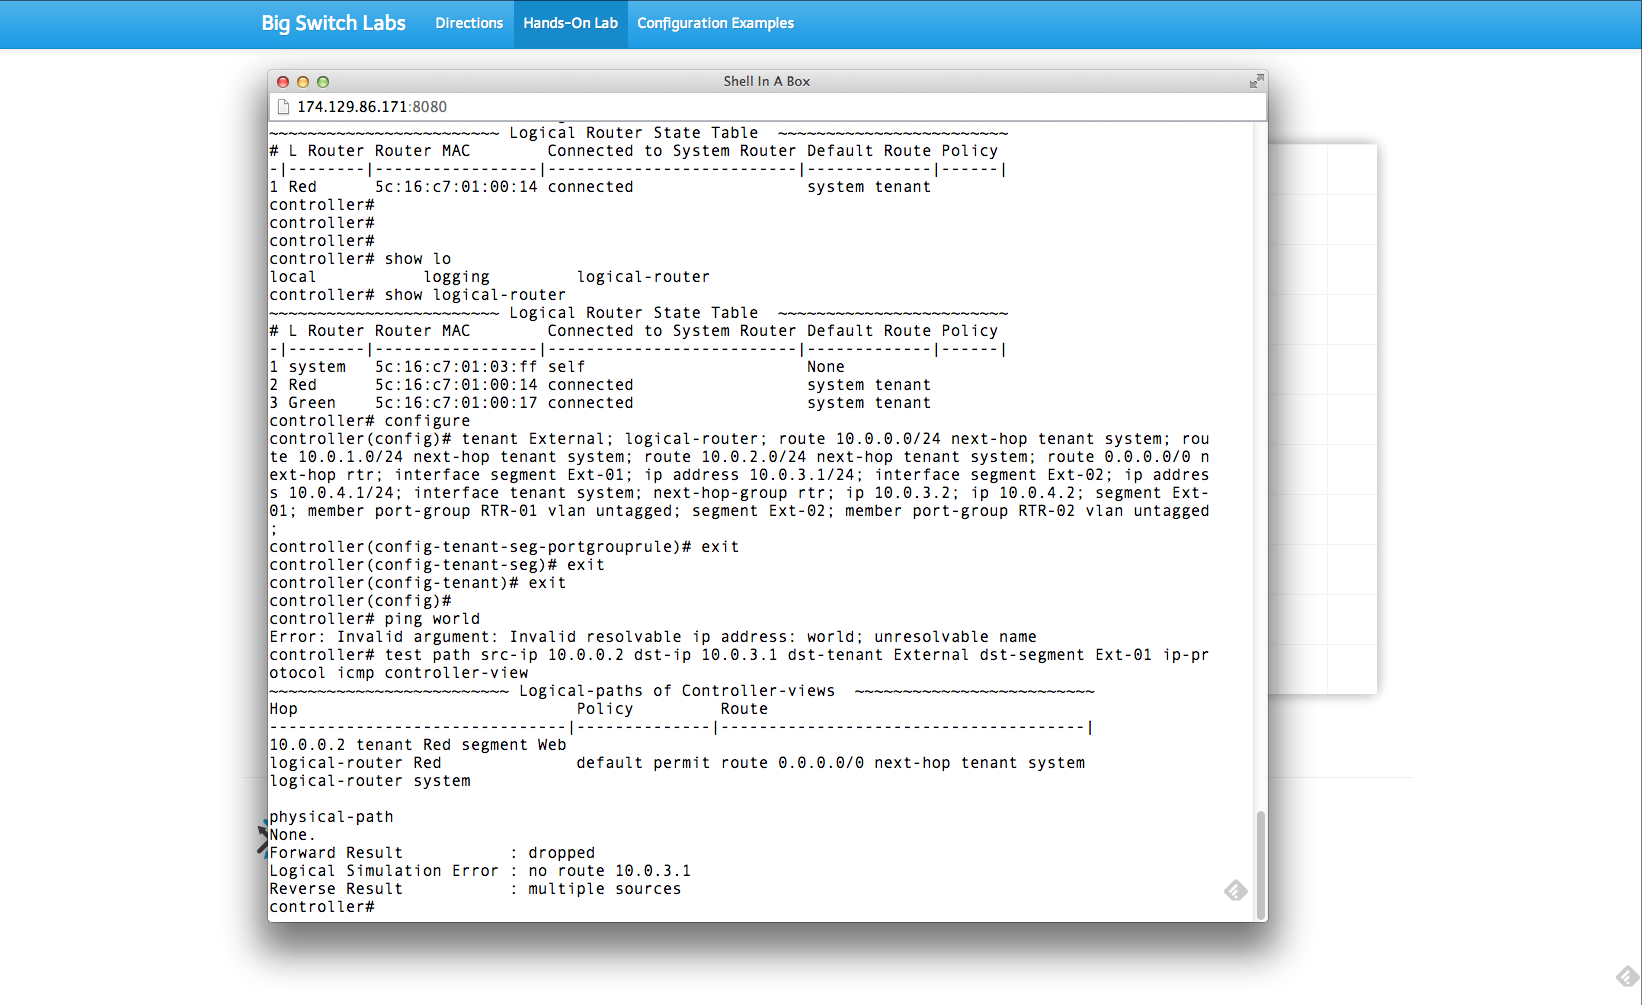 Big Switch Labs Directions Hands-On Lab Configuration Examples
Shell In A Box
174.129.86.171:8080
~~~~~~~~~~~~~~~~~~~~~~~~ Logical Router State Table  ~~~~~~~~~~~~~~~~~~~~~~~~
# L Router Router MAC        Connected to System Router Default Route Policy
-|--------|-----------------|--------------------------|-------------|------|
1 Red      5c:16:c7:01:00:14 connected                  system tenant
controller#
controller#
controller#
controller# show lo
local           logging         logical-router
controller# show logical-router
~~~~~~~~~~~~~~~~~~~~~~~~ Logical Router State Table  ~~~~~~~~~~~~~~~~~~~~~~~~
# L Router Router MAC        Connected to System Router Default Route Policy
-|--------|-----------------|--------------------------|-------------|------|
1 system   5c:16:c7:01:03:ff self                       None
2 Red      5c:16:c7:01:00:14 connected                  system tenant
3 Green    5c:16:c7:01:00:17 connected                  system tenant
controller# configure
controller(config)# tenant External; logical-router; route 10.0.0.0/24 next-hop tenant system; rou
te 10.0.1.0/24 next-hop tenant system; route 10.0.2.0/24 next-hop tenant system; route 0.0.0.0/0 n
ext-hop rtr; interface segment Ext-01; ip address 10.0.3.1/24; interface segment Ext-02; ip addres
s 10.0.4.1/24; interface tenant system; next-hop-group rtr; ip 10.0.3.2; ip 10.0.4.2; segment Ext-
01; member port-group RTR-01 vlan untagged; segment Ext-02; member port-group RTR-02 vlan untagged
;
controller(config-tenant-seg-portgrouprule)# exit
controller(config-tenant-seg)# exit
controller(config-tenant)# exit
controller(config)#
controller# ping world
Error: Invalid argument: Invalid resolvable ip address: world; unresolvable name
controller# test path src-ip 10.0.0.2 dst-ip 10.0.3.1 dst-tenant External dst-segment Ext-01 ip-pr
otocol icmp controller-view
~~~~~~~~~~~~~~~~~~~~~~~~~ Logical-paths of Controller-views  ~~~~~~~~~~~~~~~~~~~~~~~~~
Hop                             Policy         Route
-------------------------------|--------------|--------------------------------------|
10.0.0.2 tenant Red segment Web
logical-router Red              default permit route 0.0.0.0/0 next-hop tenant system
logical-router system
physical-path
None.
Forward Result           : dropped
Logical Simulation Error : no route 10.0.3.1
Reverse Result           : multiple sources
controller#